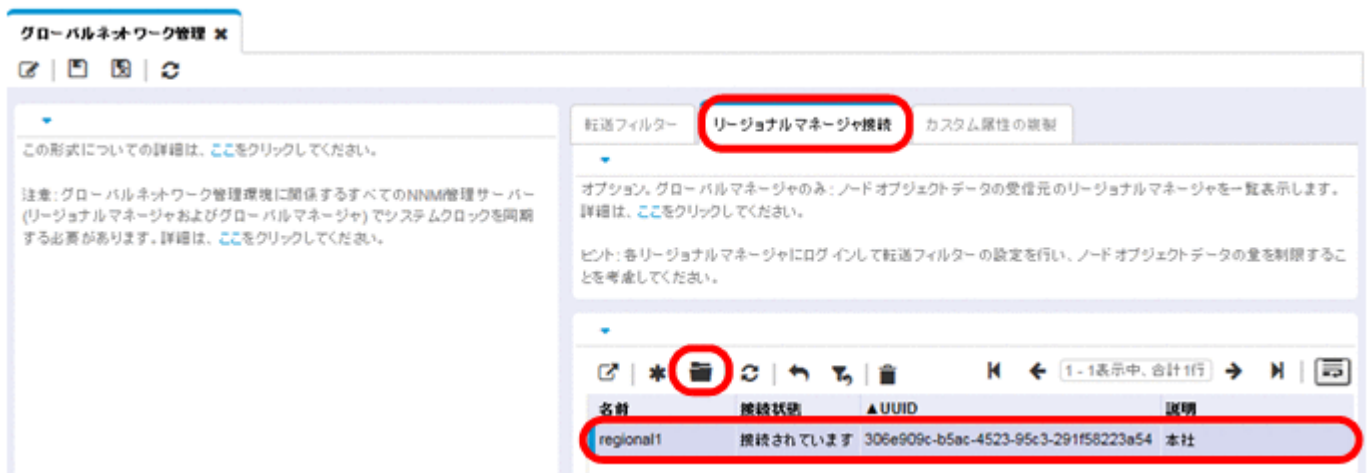 グローバルネットワーク管理 ✖
この形式についての詳細は、ここをクリックしてください。
注意:グローバルネットワーク管理環境に関係するすべてのNNMi管理サーバー
(リージョナルマネージャおよびグローバルマネージャ)でシステムクロックを同期
する必要があります。詳細は、ここをクリックしてください。
転送フィルター リージョナルマネージャ接続 カスタム属性の複製
オプション。グローバルマネージャのみ:ノードオブジェクトデータの受信元のリージョナルマネージャを一覧表示します。
詳細は、ここをクリックしてください。
ヒント:各リージョナルマネージャにログインして転送フィルターの設定を行い、ノードオブジェクトデータの量を制限するこ
とを考慮してください。
1 - 1表示中、合計1行
名前 接続状態 ▲UUID 説明
regional1 接続されています 306e909c-b5ac-4523-95c3-291f58223a54 本社